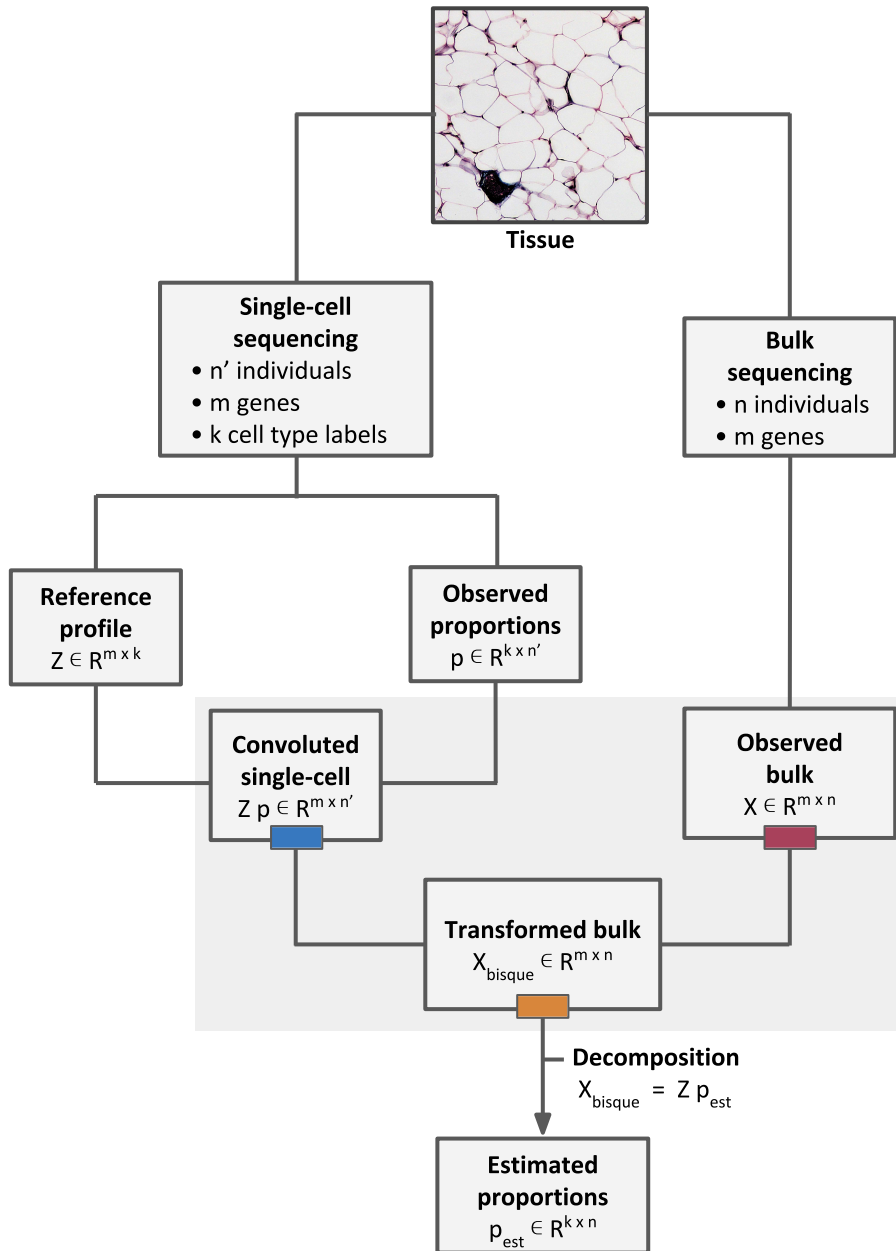 Tissue
Single-cell
sequencing
• n’ individuals
• m genes
• k cell type labels
Bulk
sequencing
• n individuals
• m genes
Reference
profile
Z ∈ R^m x k
Observed
proportions
p ∈ R^k x n’
Convoluted
single-cell
Z p ∈ R^m x n’
Observed
bulk
X ∈ R^m x n
Transformed bulk
X_bisque ∈ R^m x n
Decomposition
X_bisque = Z p_est
Estimated
proportions
p_est ∈ R^k x n